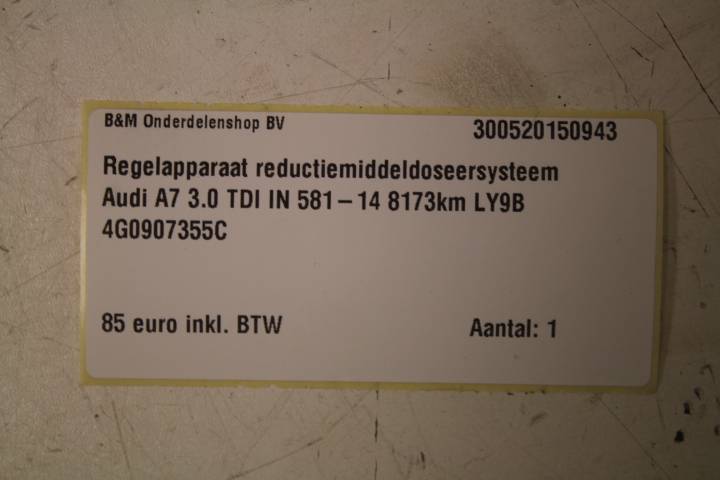 B&M Onderdelenshop BV 300520150943
Regelapparaat reductiemiddeldoseersysteem
Audi A7 3.0 TDI IN 581-14 8173km LY9B
4G0907355C
85 euro inkl. BTW Aantal: 1